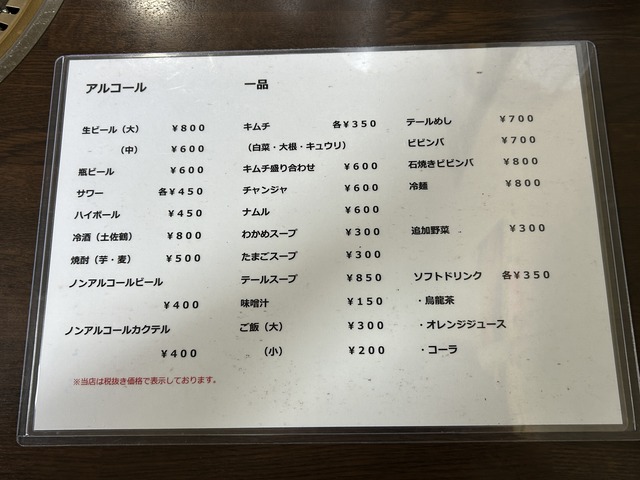 アルコール
生ビール（大） ￥８００
（中） ￥６００
瓶ビール ￥６００
サワー 各￥４５０
ハイボール ￥４５０
冷酒（土佐鶴） ￥８００
焼酎（芋・麦） ￥５００
ノンアルコールビール
￥４００
ノンアルコールカクテル
￥４００
※当店は税抜き価格で表示しております。
一品
キムチ 各￥３５０
（白菜・大根・キュウリ）
キムチ盛り合わせ ￥６００
チャンジャ ￥６００
ナムル ￥６００
わかめスープ ￥３００
たまごスープ ￥３００
テールスープ ￥８５０
味噌汁 ￥１５０
ご飯（大） ￥３００
（小） ￥２００
テールめし ￥７００
ビビンバ ￥７００
石焼きビビンバ ￥８００
冷麺 ￥８００
追加野菜 ￥３００
ソフトドリンク 各￥３５０
・烏龍茶
・オレンジジュース
・コーラ